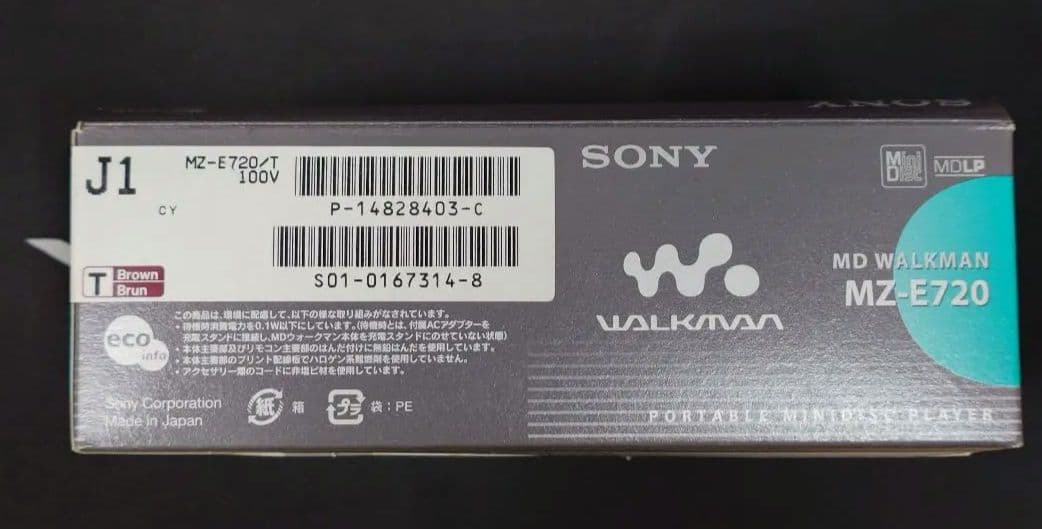 SONY
J1
MZ-E720/T
100V
CY
P-14828403-C
S01-0167314-8
T
Brown
Brun
SONY
Mini
Disc
MDLP
WALKMAN
MD WALKMAN
MZ-E720
PORTABLE MINIDISC PLAYER
eco
info
この商品は、環境に配慮して、以下の様な取り組みがなされています。
・待機時消費電力を0.1W以下にしています。(待機時とは、付属ACアダプターを
充電スタンドに接続し、MDウォークマン本体を充電スタンドにのせていない状態)
・本体主要部及びリモコン主要部のはんだ付けに無鉛はんだを使用しています。
・本体主要部のプリント配線板でハロゲン系難燃剤を使用していません。
・アクセサリー類のコードに非塩ビ材を使用しています。
Sony Corporation
Made in Japan
紙 箱
プラ 袋：PE